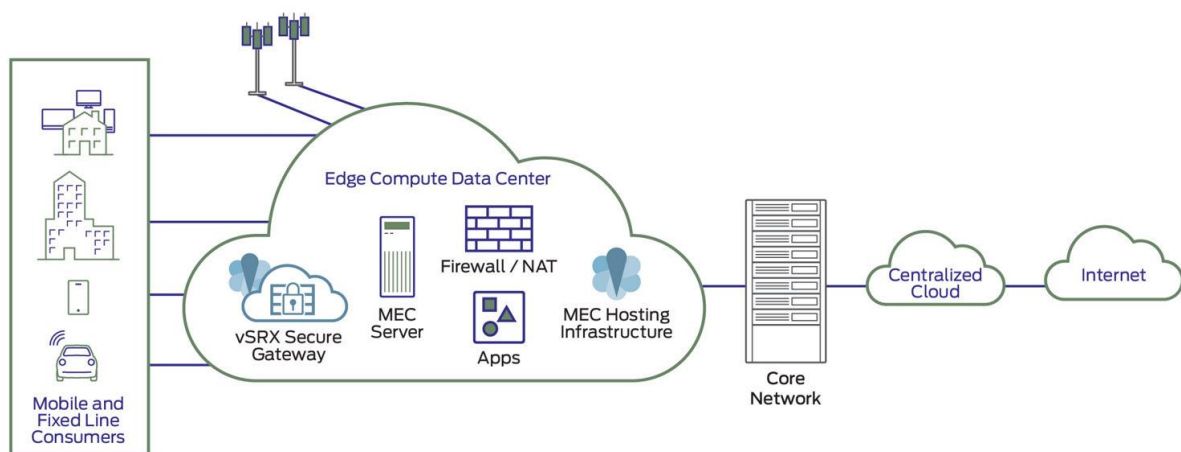 Edge Compute Data Center
vSRX Secure
Gateway
MEC
Server
Firewall / NAT
Apps
MEC Hosting
Infrastructure
Core
Network
Centralized
Cloud
Internet
Mobile and
Fixed Line
Consumers